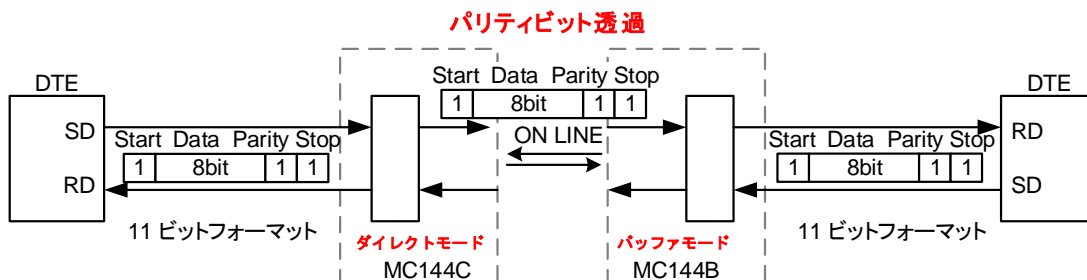 パリティビット透過
Start Data Parity Stop
1 8bit 1 1
DTE
SD
RD
Start Data Parity Stop
1 8bit 1 1
11 ビットフォーマット
ON LINE
ダイレクトモード
MC144C
バッファモード
MC144B
DTE
RD
SD
Start Data Parity Stop
1 8bit 1 1
11 ビットフォーマット